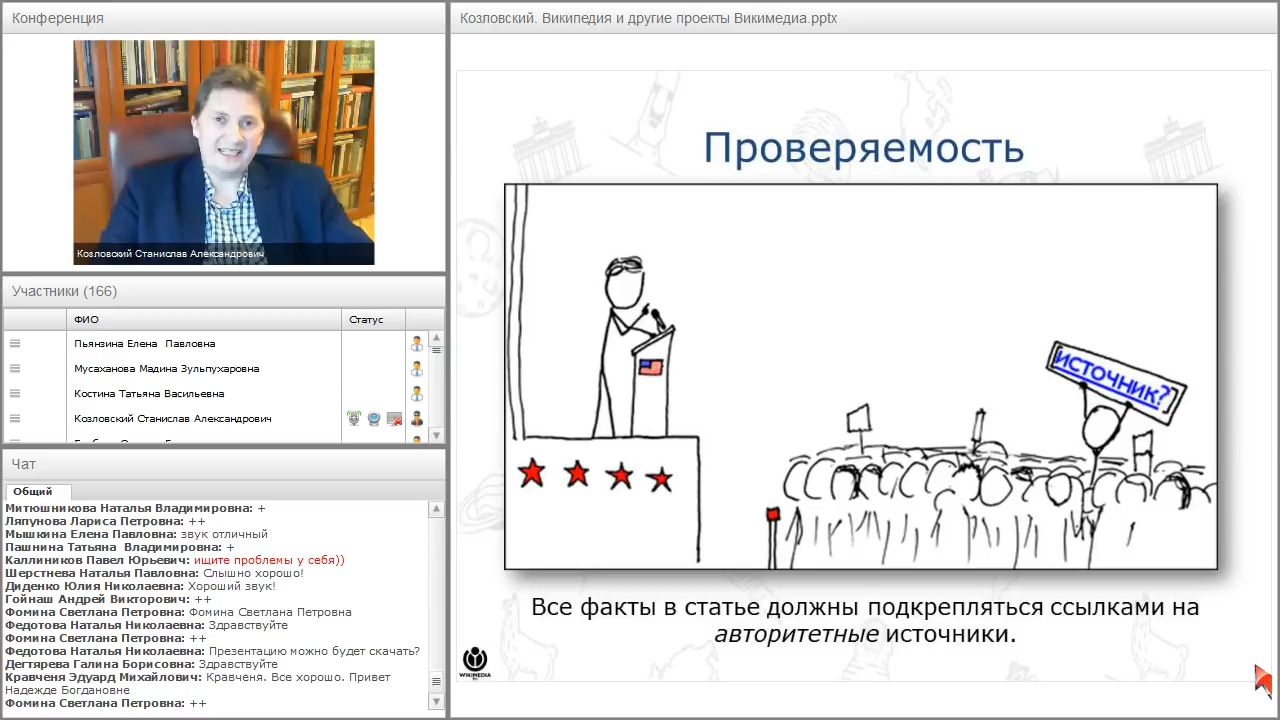 Конференция
Козловский Станислав Александрович
Участники (166)
ФИО
Статус
Пьянзина Елена Павловна
Мусаханова Мадина Зульпухаровна
Костина Татьяна Васильевна
Козловский Станислав Александрович
Чат
Общий
Митюшникова Наталья Владимировна: +
Ляпунова Лариса Петровна: ++
Мышкина Елена Павловна: звук отличный
Пашнина Татьяна Владимировна: +
Каллиников Павел Юрьевич: ищите проблемы у себя))
Шерстнева Наталья Павловна: Слышно хорошо!
Диденко Юлия Николаевна: Хороший звук!
Гойнаш Андрей Викторович: ++
Фомина Светлана Петровна: Фомина Светлана Петровна
Федотова Наталья Николаевна: Здравствуйте
Фомина Светлана Петровна: ++
Федотова Наталья Николаевна: Презентацию можно будет скачать?
Дегтярева Галина Борисовна: Здравствуйте
Кравченя Эдуард Михайлович: Кравченя. Все хорошо. Привет
Надежде Богдановне
Фомина Светлана Петровна: ++
Козловский. Википедия и другие проекты Викимедиа.pptx
Проверяемость
[ИСТОЧНИК?]
Все факты в статье должны подкрепляться ссылками на
авторитетные источники.
WIKIMEDIA
RU